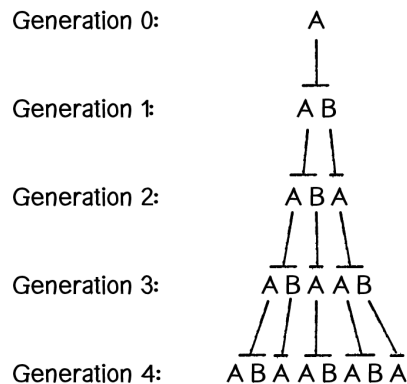 Generation 0: A
Generation 1: A B
Generation 2: A B A
Generation 3: A B A A B
Generation 4: A B A A B A B A